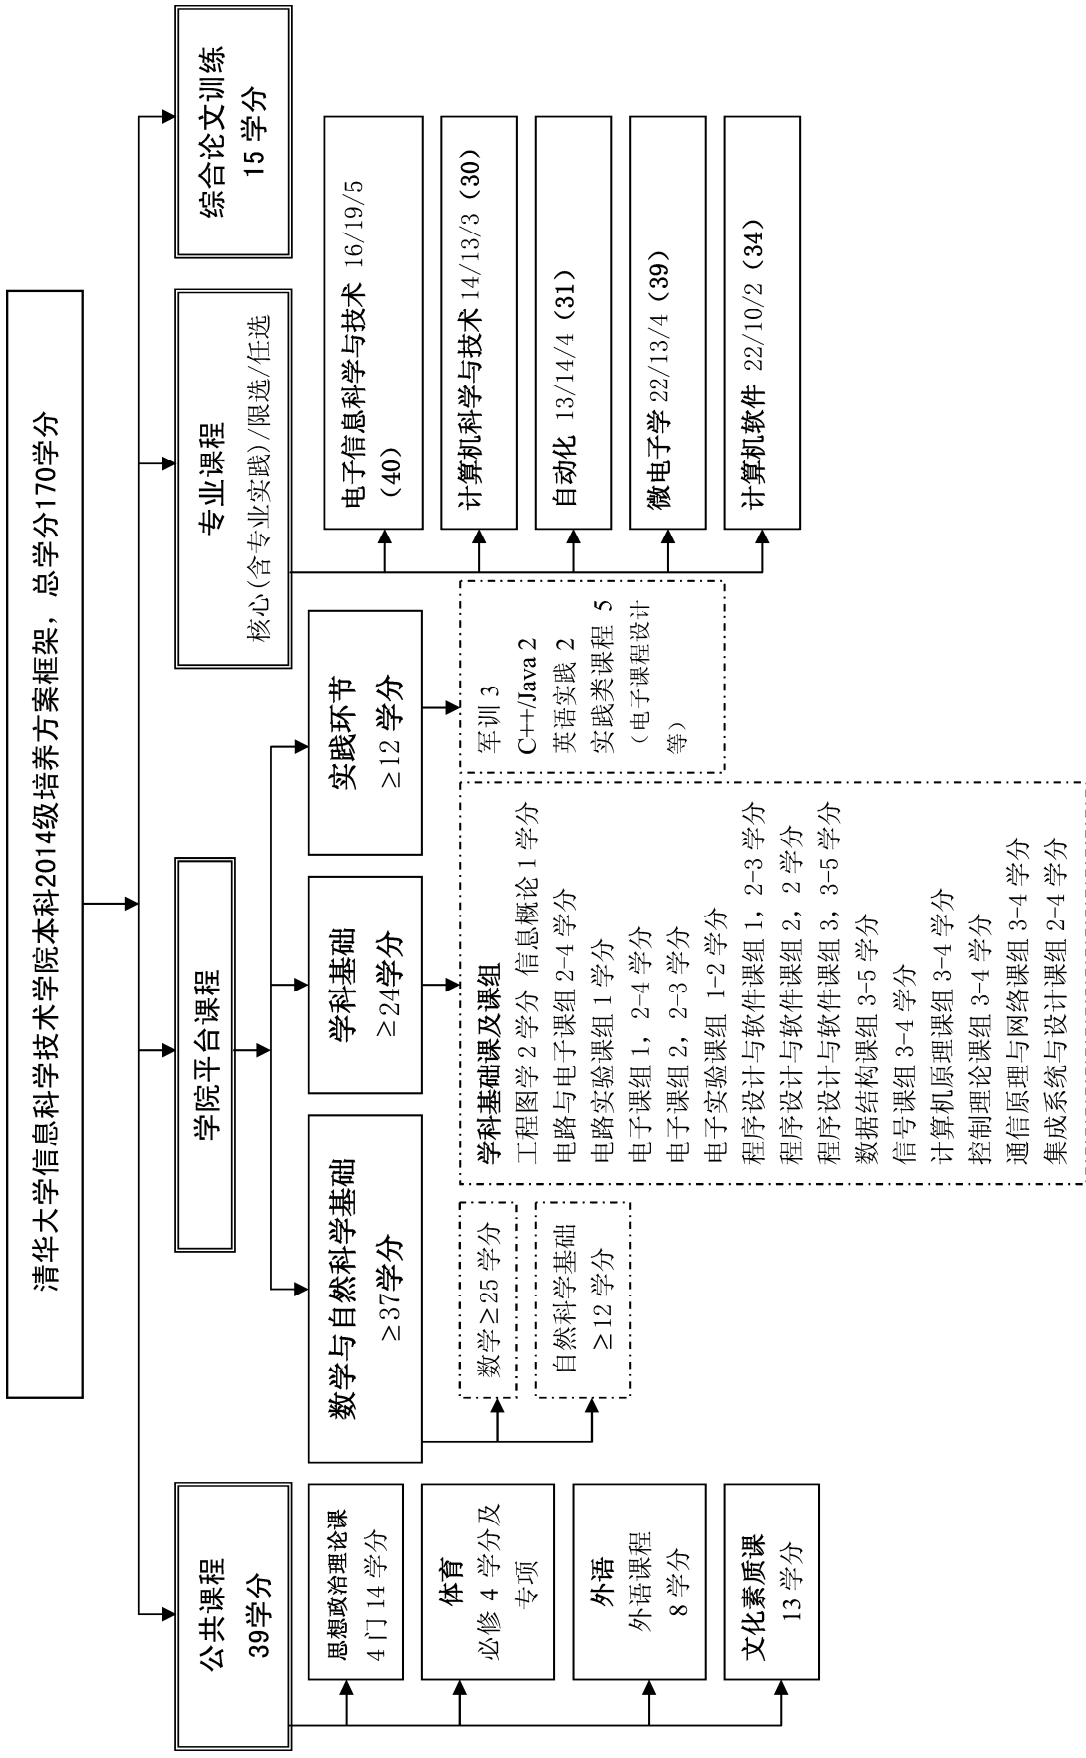 清华大学信息科学技术学院本科2014级培养方案框架，总学分170学分
公共课程
39学分
思想政治理论课
4门14学分
体育
必修 4 学分及
专项
外语
外语课程
8学分
文化素质课
13学分
学院平台课程
数学与自然科学基础
≥37学分
数学≥25学分
自然科学基础
≥12学分
学科基础
≥24学分
学科基础课及课组
工程图学2学分 信息概论1学分
电路与电子课组2-4学分
电路实验课组1学分
电子课组1，2-4学分
电子课组2，2-3学分
电子实验课组 1-2学分
程序设计与软件课组1，2-3学分
程序设计与软件课组2，2学分
程序设计与软件课组3，3-5学分
数据结构课组3-5学分
信号课组3-4学分
计算机原理课组3-4学分
控制理论课组3-4学分
通信原理与网络课组3-4学分
集成系统与设计课组2-4学分
实践环节
≥12学分
军训 3
C++/Java 2
英语实践 2
实践类课程 5
（电子课程设计
等）
专业课程
核心(含专业实践)/限选/任选
电子信息科学与技术 16/19/5
（40）
计算机科学与技术14/13/3（30）
自动化 13/14/4（31）
微电子学22/13/4（39）
计算机软件 22/10/2（34）
综合论文训练
15学分